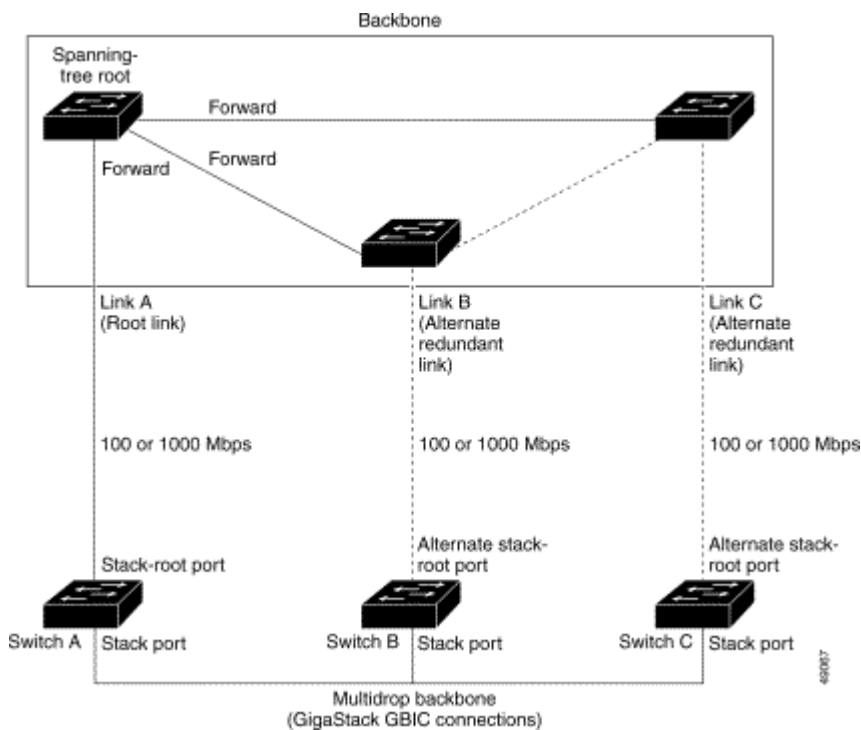 Backbone
Spanning-
tree root
Forward
Forward
Forward
Link A
(Root link)
Link B
(Alternate
redundant
link)
Link C
(Alternate
redundant
link)
100 or 1000 Mbps
100 or 1000 Mbps
100 or 1000 Mbps
Stack-root port
Alternate stack-
root port
Alternate stack-
root port
Switch A
Stack port
Switch B
Stack port
Switch C
Stack port
Multidrop backbone
(GigaStack GBIC connections)
49067